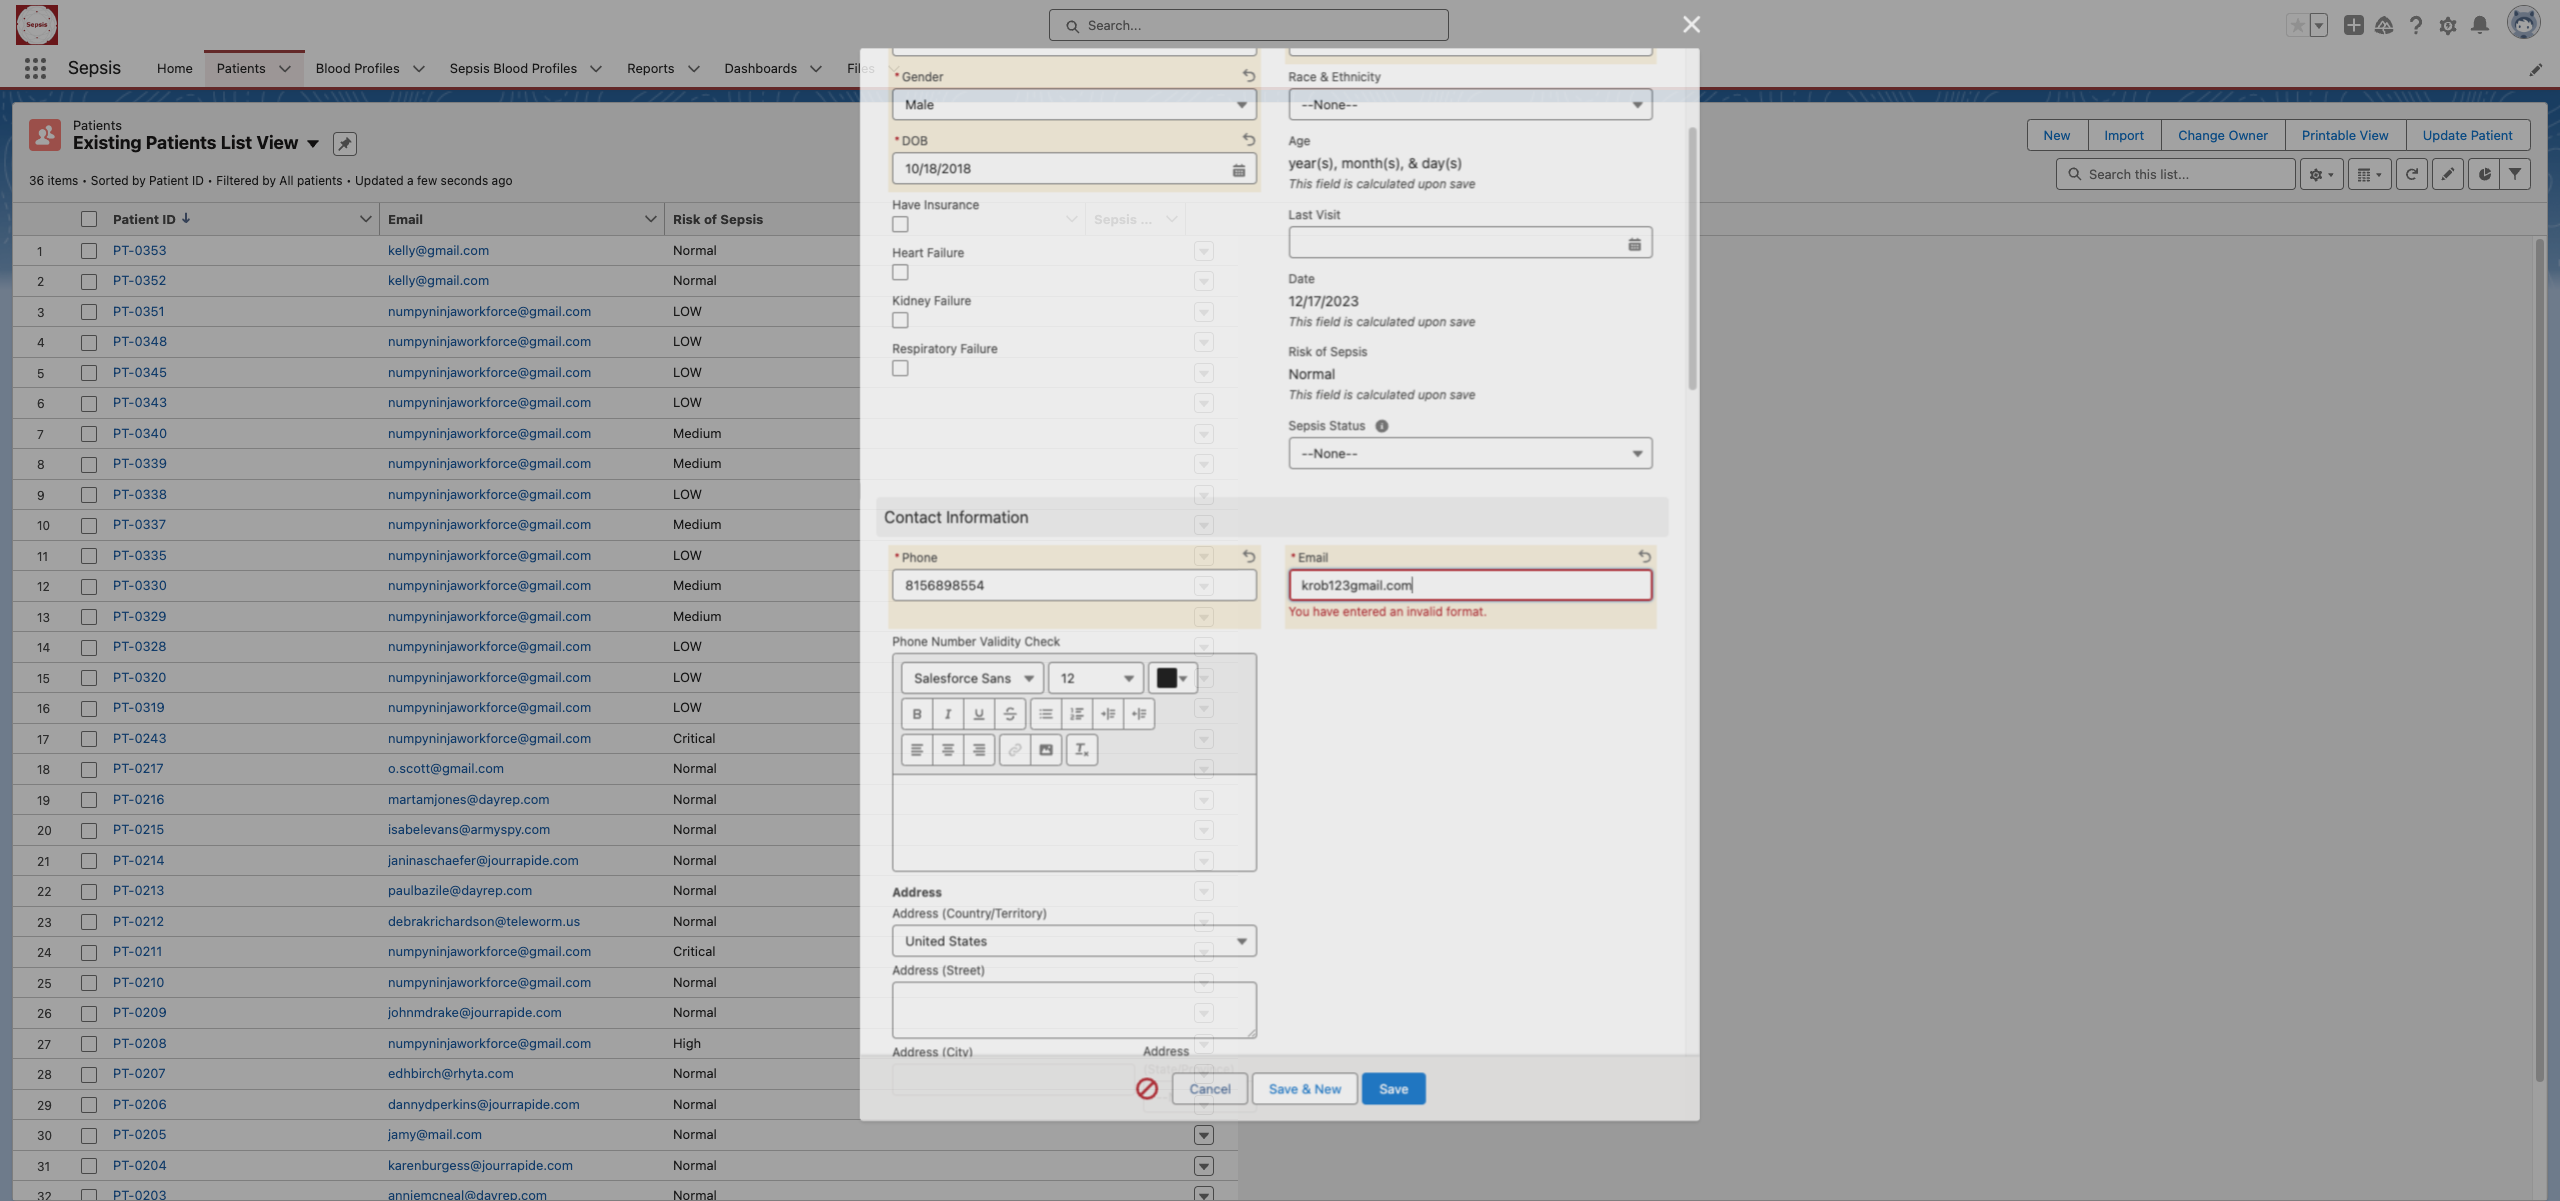 Sepsis
Search...
Sepsis
Home
Patients
Blood Profiles
Sepsis Blood Profiles
Reports
Dashboards
Files
Patients
Existing Patients List View
New
Import
Change Owner
Printable View
Update Patient
36 items • Sorted by Patient ID • Filtered by All patients • Updated a few seconds ago
Search this list...
Patient ID
Email
Risk of Sepsis
Sepsis ...
1 PT-0353 kelly@gmail.com Normal
2 PT-0352 kelly@gmail.com Normal
3 PT-0351 numpyninjaworkforce@gmail.com LOW
4 PT-0348 numpyninjaworkforce@gmail.com LOW
5 PT-0345 numpyninjaworkforce@gmail.com LOW
6 PT-0343 numpyninjaworkforce@gmail.com LOW
7 PT-0340 numpyninjaworkforce@gmail.com Medium
8 PT-0339 numpyninjaworkforce@gmail.com Medium
9 PT-0338 numpyninjaworkforce@gmail.com LOW
10 PT-0337 numpyninjaworkforce@gmail.com Medium
11 PT-0335 numpyninjaworkforce@gmail.com LOW
12 PT-0330 numpyninjaworkforce@gmail.com Medium
13 PT-0329 numpyninjaworkforce@gmail.com Medium
14 PT-0328 numpyninjaworkforce@gmail.com LOW
15 PT-0320 numpyninjaworkforce@gmail.com LOW
16 PT-0319 numpyninjaworkforce@gmail.com LOW
17 PT-0243 numpyninjaworkforce@gmail.com Critical
18 PT-0217 o.scott@gmail.com Normal
19 PT-0216 martamjones@dayrep.com Normal
20 PT-0215 isabelevans@armyspy.com Normal
21 PT-0214 janinaschaefer@jourrapide.com Normal
22 PT-0213 paulbazile@dayrep.com Normal
23 PT-0212 debrakrichardson@teleworm.us Normal
24 PT-0211 numpyninjaworkforce@gmail.com Critical
25 PT-0210 numpyninjaworkforce@gmail.com Normal
26 PT-0209 johnmdrake@jourrapide.com Normal
27 PT-0208 numpyninjaworkforce@gmail.com High
28 PT-0207 edhbirch@rhyta.com Normal
29 PT-0206 dannydperkins@jourrapide.com Normal
30 PT-0205 jamy@mail.com Normal
31 PT-0204 karenburgess@jourrapide.com Normal
32 PT-0203 anniemcneal@dayrep.com Normal
* Gender
Male
* DOB
10/18/2018
Have Insurance
Heart Failure
Kidney Failure
Respiratory Failure
Race & Ethnicity
--None--
Age
year(s), month(s), & day(s)
This field is calculated upon save
Last Visit
Date
12/17/2023
This field is calculated upon save
Risk of Sepsis
Normal
This field is calculated upon save
Sepsis Status
--None--
Contact Information
* Phone
8156898554
* Email
krob123gmail.com
You have entered an invalid format.
Phone Number Validity Check
Salesforce Sans
12
B I U S
Address
Address (Country/Territory)
United States
Address (Street)
Address (City)
Address
(State/Province)
Cancel
Save & New
Save